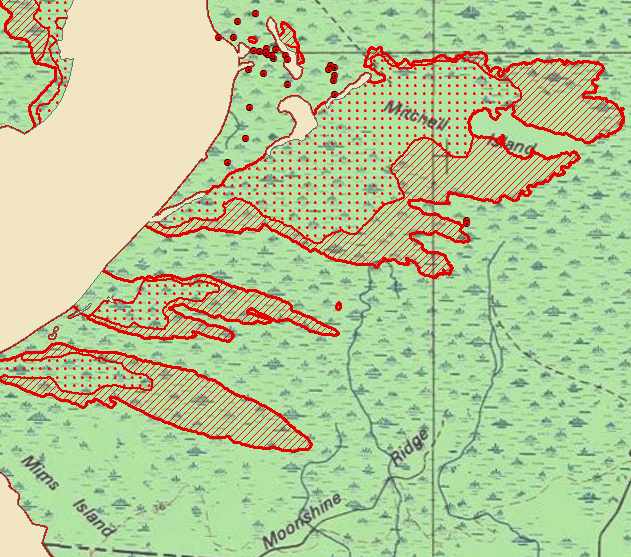 Mitchell
Island
Ridge
Mims
Island
36
Moonshine